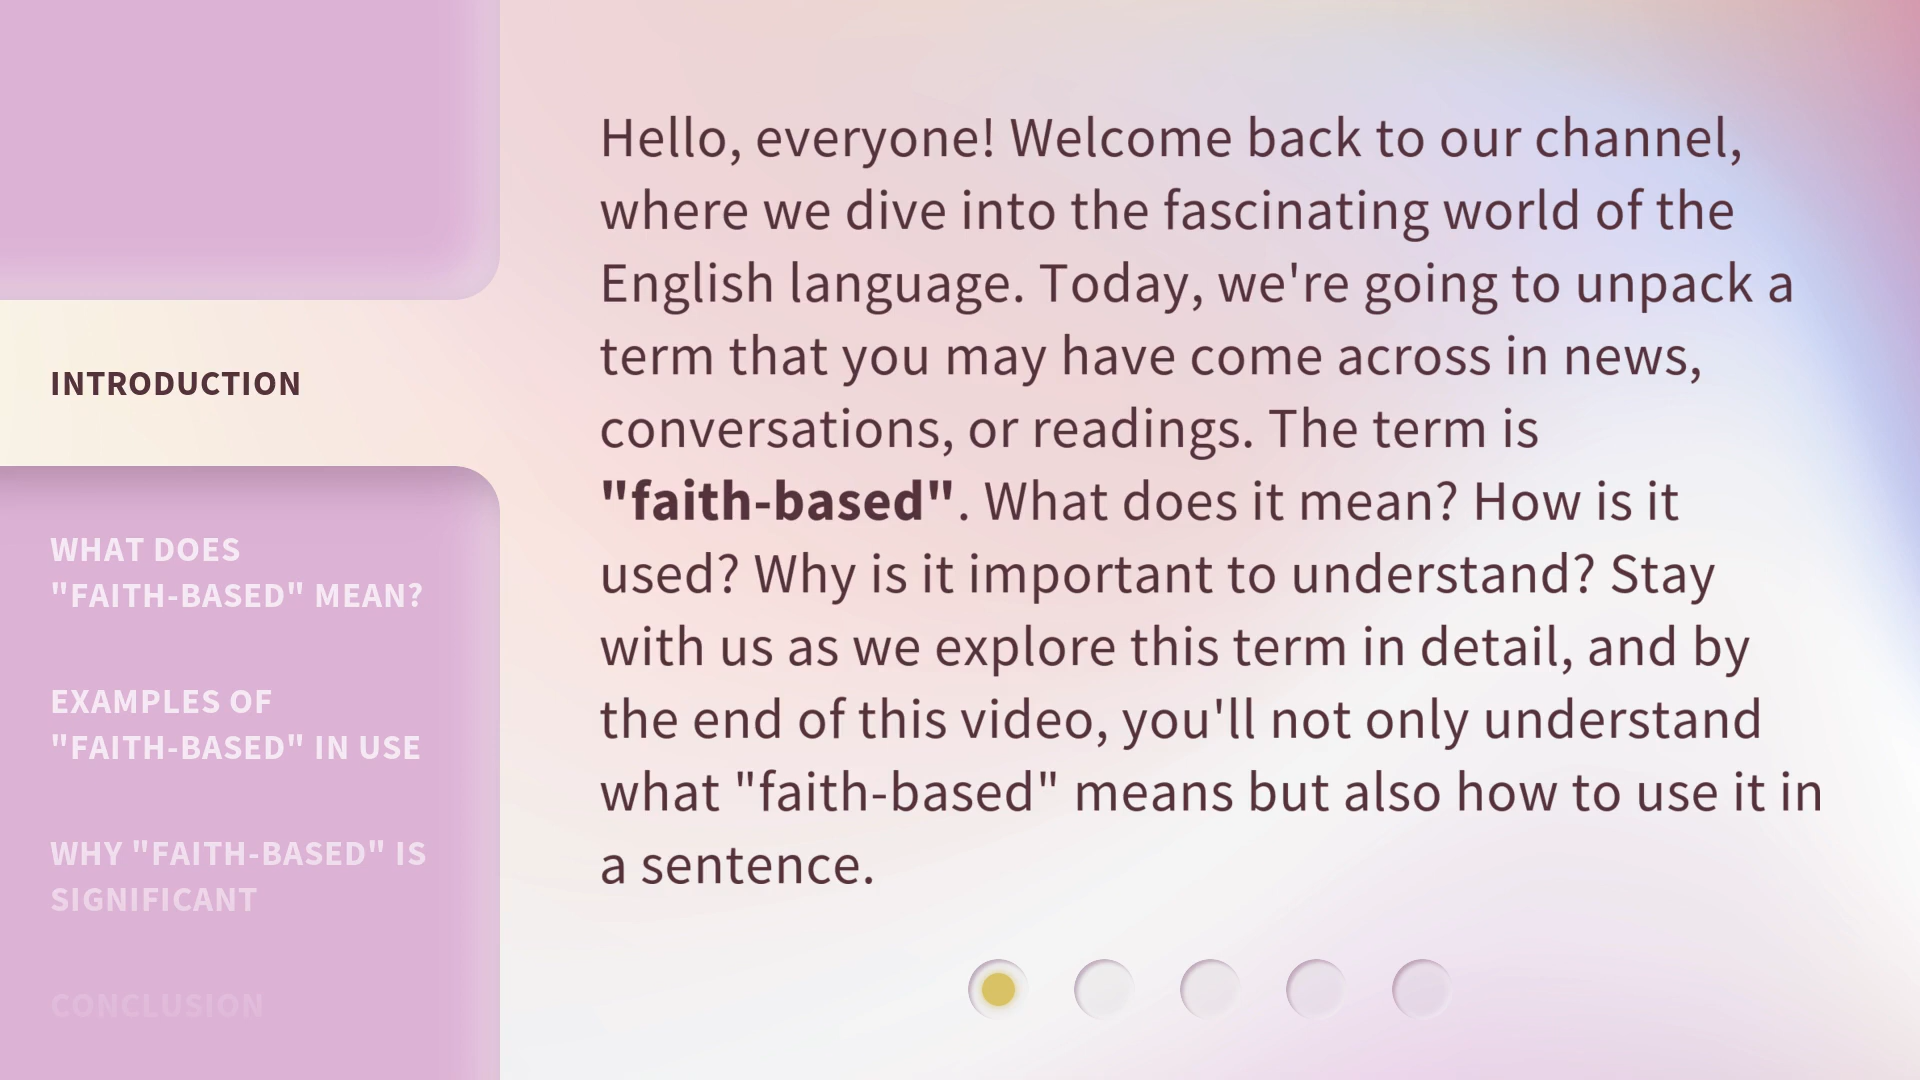 INTRODUCTION
WHAT DOES
"FAITH-BASED" MEAN?
EXAMPLES OF
"FAITH-BASED" IN USE
WHY "FAITH-BASED" IS
SIGNIFICANT
CONCLUSION
Hello, everyone! Welcome back to our channel,
where we dive into the fascinating world of the
English language. Today, we're going to unpack a
term that you may have come across in news,
conversations, or readings. The term is
"faith-based". What does it mean? How is it
used? Why is it important to understand? Stay
with us as we explore this term in detail, and by
the end of this video, you'll not only understand
what "faith-based" means but also how to use it in
a sentence.